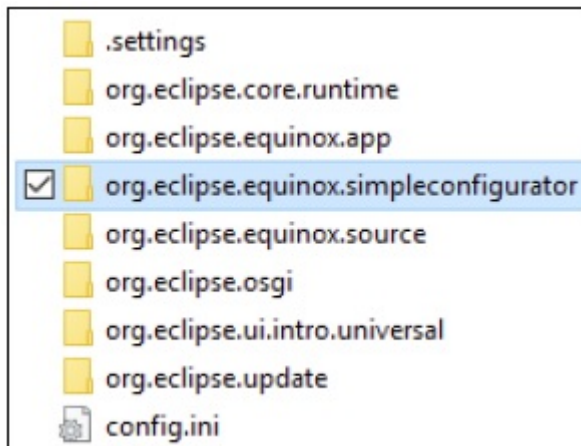 .settings
org.eclipse.core.runtime
org.eclipse.equinox.app
org.eclipse.equinox.simpleconfigurator
org.eclipse.equinox.source
org.eclipse.osgi
org.eclipse.ui.intro.universal
org.eclipse.update
config.ini